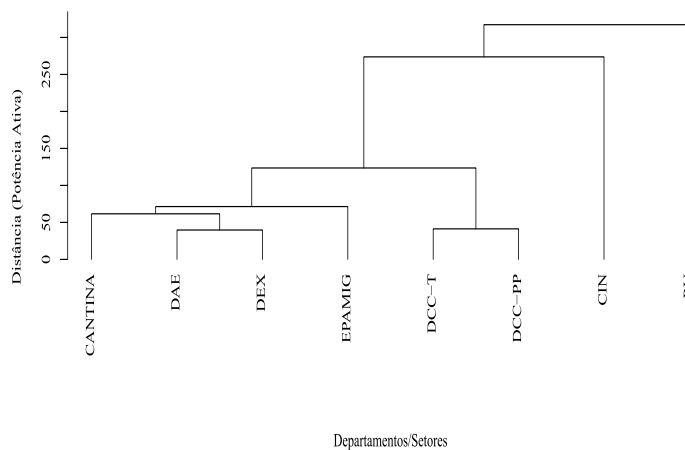 Distância (Potência Ativa)
250
150
50
0
CANTINA
DAE
DEX
EPAMIG
DCC−T
DCC−PP
CIN
Departamentos/Setores